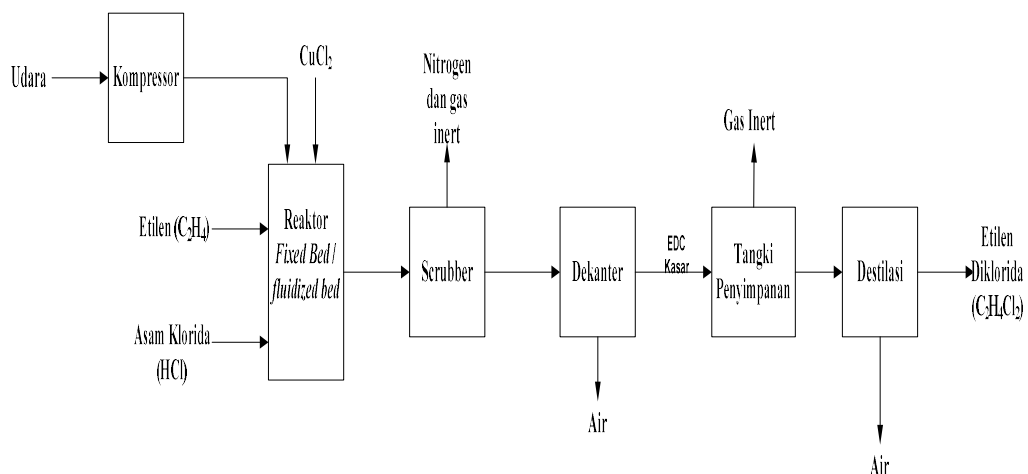 Udara
Kompressor
CuCl₂
Nitrogen
dan gas
inert
Gas Inert
Etilen (C₂H₄)
Reaktor
Fixed Bed /
fluidized bed
Asam Klorida
(HCl)
Scrubber
Dekanter
Air
EDC
Kasar
Tangki
Penyimpanan
Destilasi
Air
Etilen
Diklorida
(C₂H₄Cl₂)